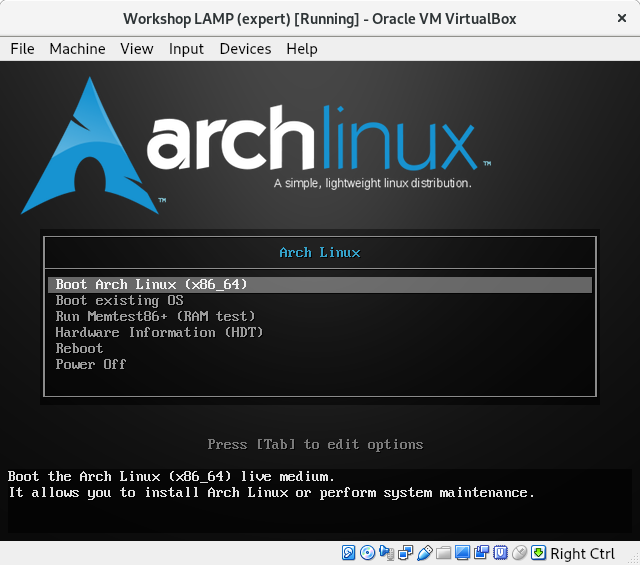 Workshop LAMP (expert) [Running] - Oracle VM VirtualBox
File Machine View Input Devices Help
archlinux™
A simple, lightweight linux distribution.
™
Arch Linux
Boot Arch Linux (x86_64)
Boot existing OS
Run Memtest86+ (RAM test)
Hardware Information (HDT)
Reboot
Power Off
Press [Tab] to edit options
Boot the Arch Linux (x86_64) live medium.
It allows you to install Arch Linux or perform system maintenance.
Right Ctrl